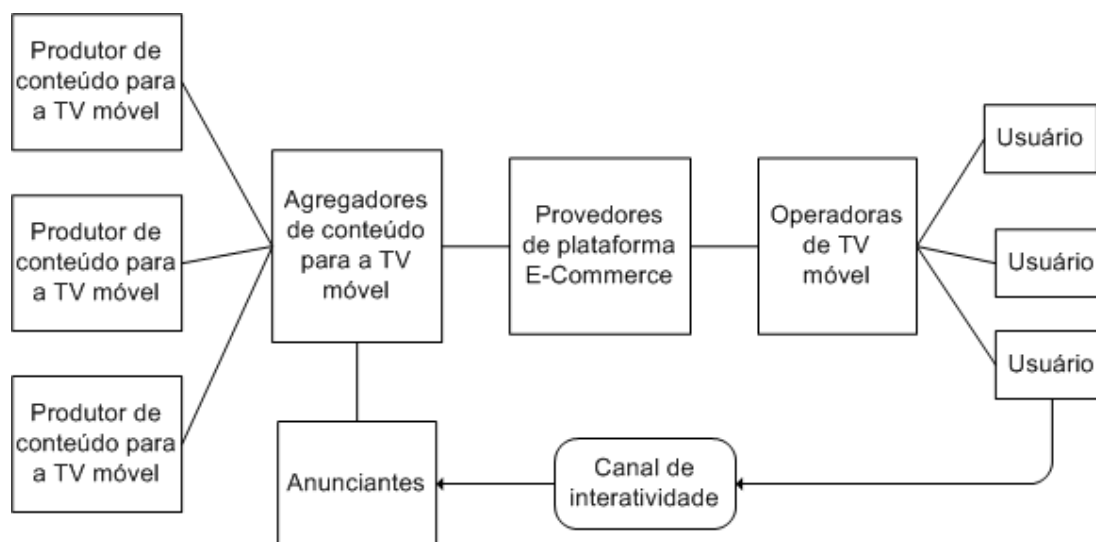 Produtor de
conteúdo para
a TV móvel
Produtor de
conteúdo para
a TV móvel
Produtor de
conteúdo para
a TV móvel
Agregadores
de conteúdo
para a TV
móvel
Anunciantes
Provedores
de plataforma
E-Commerce
Canal de
interatividade
Operadoras
de TV
móvel
Usuário
Usuário
Usuário